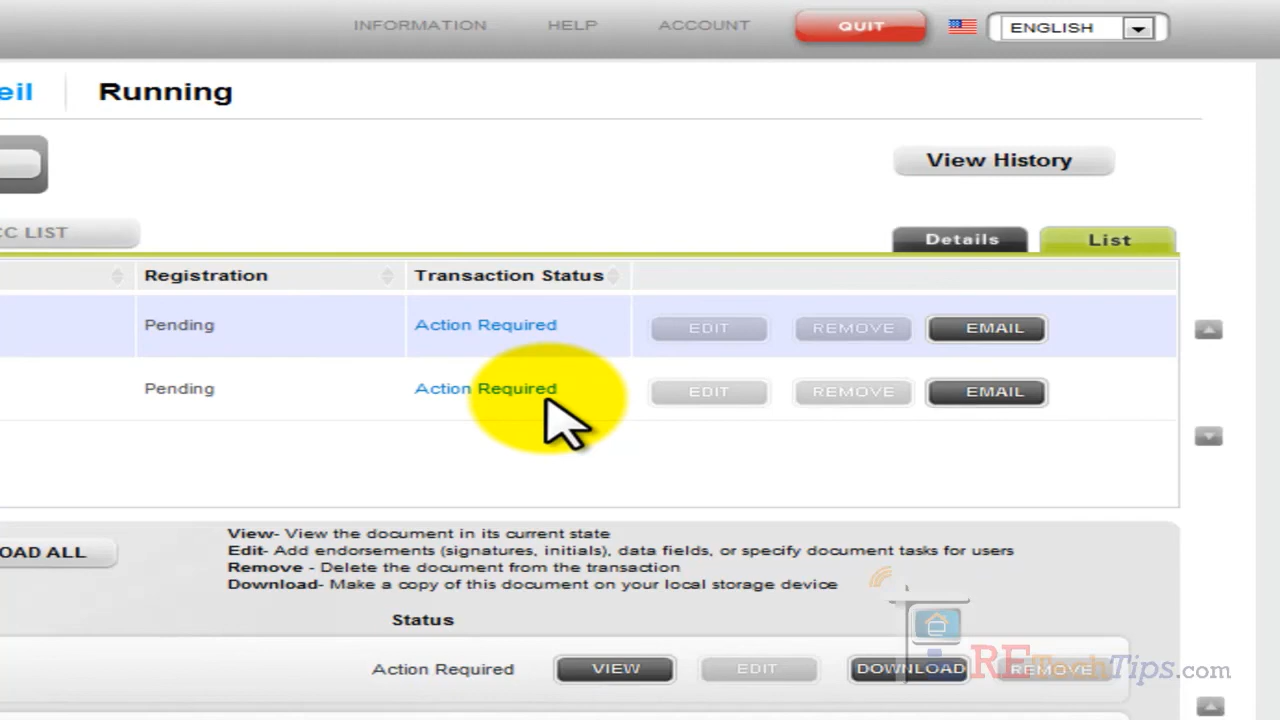 INFORMATION HELP ACCOUNT QUIT ENGLISH
eil Running
View History
CC LIST Details List
Registration Transaction Status
Pending Action Required EDIT REMOVE EMAIL
Pending Action Required EDIT REMOVE EMAIL
OAD ALL
View- View the document in its current state
Edit- Add endorsements (signatures, initials), data fields, or specify document tasks for users
Remove - Delete the document from the transaction
Download- Make a copy of this document on your local storage device
Status
Action Required VIEW EDIT DOWNLOAD REMOVE
RETechTips.com